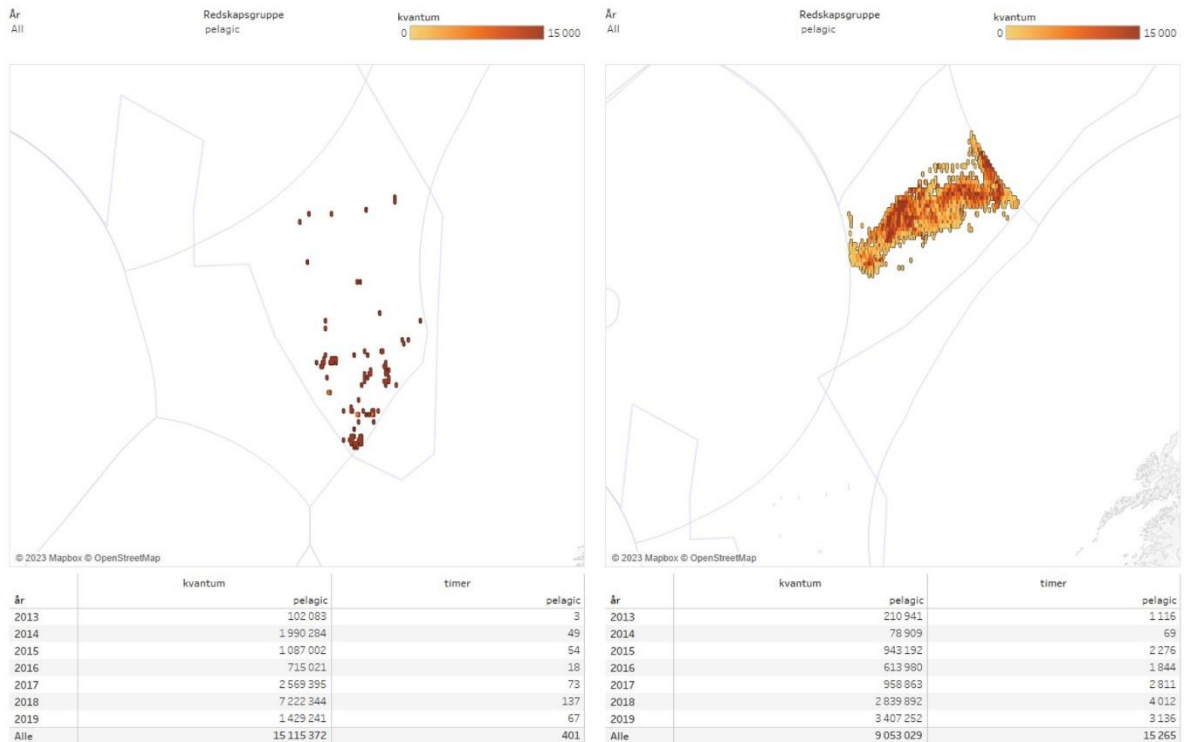 År Redskapsgruppe kvantum
All pelagic 0 15 000
© 2023 Mapbox © OpenStreetMap
kvantum timer
år pelagic pelagic
2013 102 083 3
2014 1 990 284 49
2015 1 087 002 54
2016 715 021 18
2017 2 569 395 73
2018 7 222 344 137
2019 1 429 241 67
Alle 15 115 372 401
År Redskapsgruppe kvantum
All pelagic 0 15 000
© 2023 Mapbox © OpenStreetMap
kvantum timer
år pelagic pelagic
2013 210 941 1 116
2014 78 909 69
2015 943 192 2 276
2016 613 980 1 844
2017 958 863 2 811
2018 2 839 892 4 012
2019 3 407 252 3 136
Alle 9 053 029 15 265